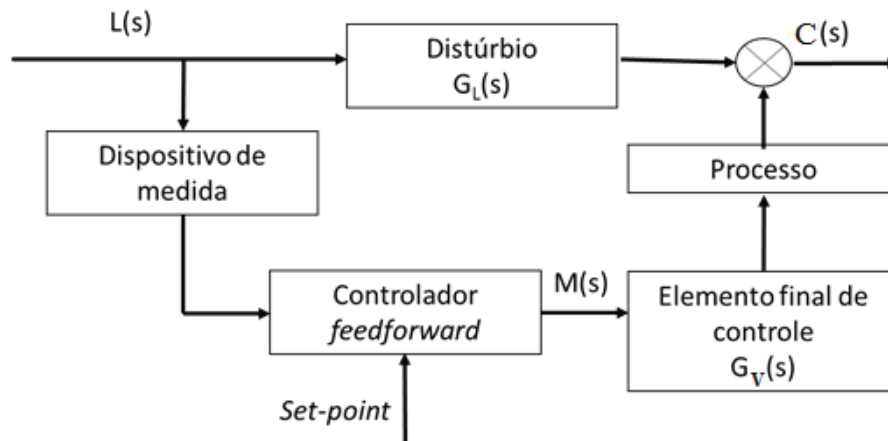 L(s)
Distúrbio
G_L(s)
C(s)
Dispositivo de
medida
Processo
Controlador
feedforward
M(s)
Elemento final de
controle
G_V(s)
Set-point